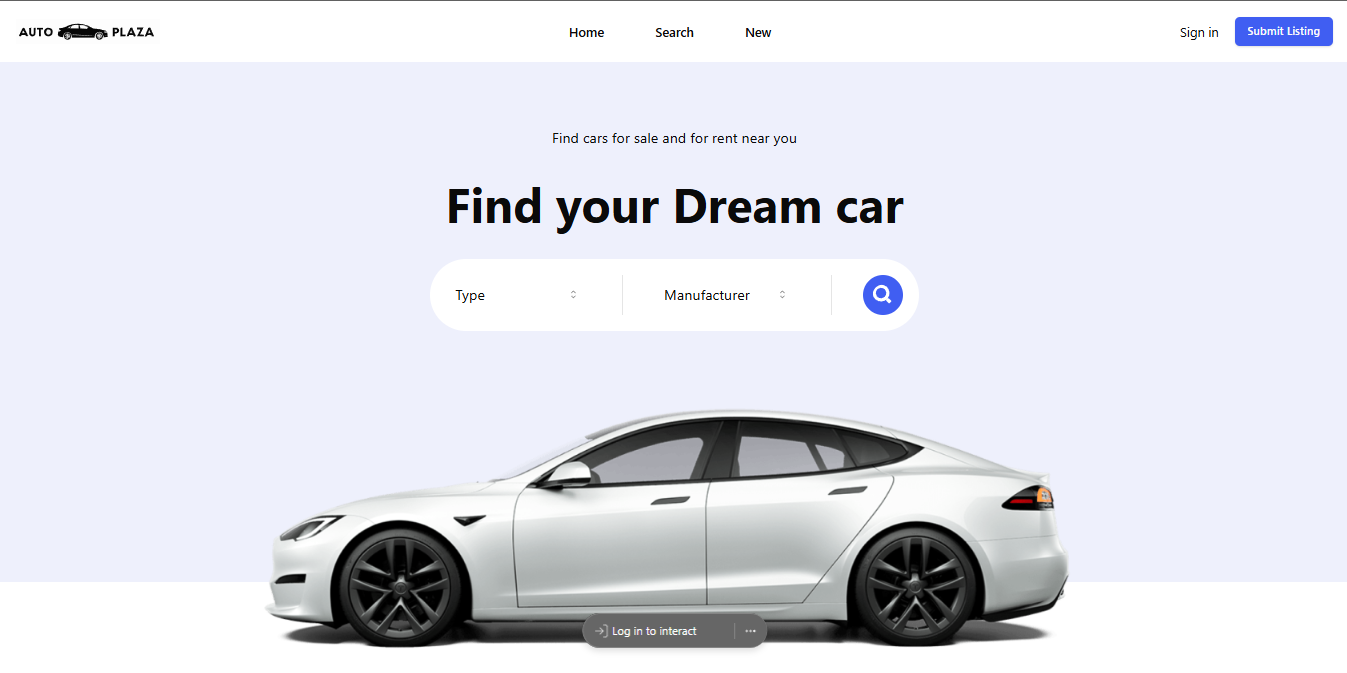 AUTO PLAZA
Home
Search
New
Sign in
Submit Listing
Find cars for sale and for rent near you
Find your Dream car
Type
Manufacturer
Log in to interact